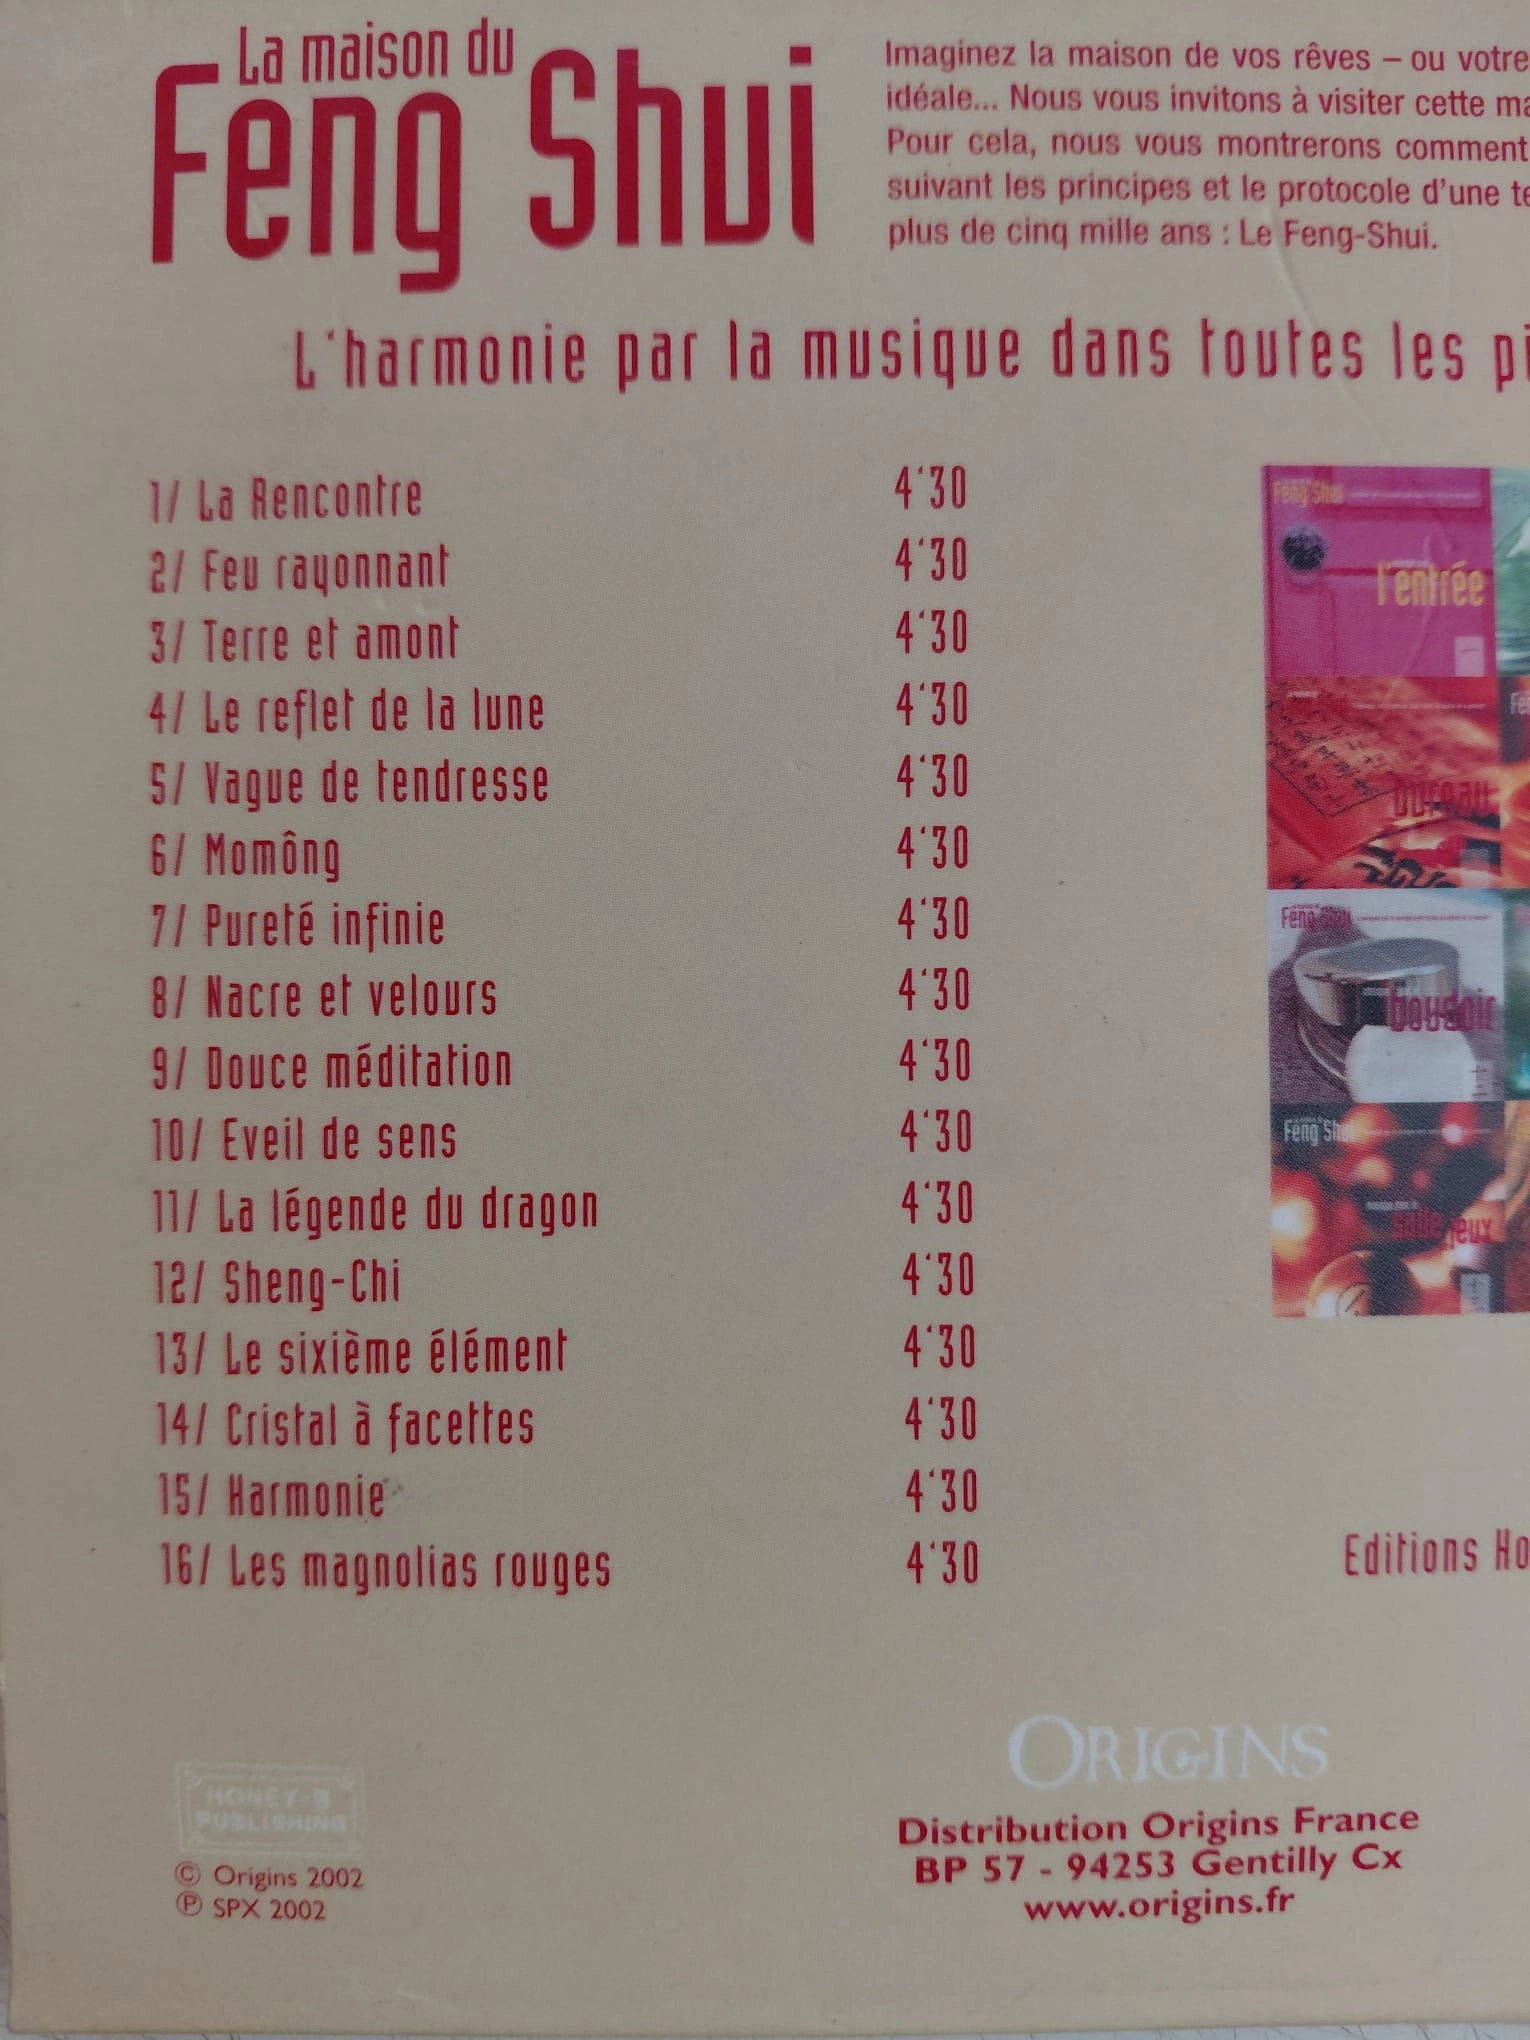 La maison du
Feng Shui
Imaginez la maison de vos rêves – ou votre
idéale... Nous vous invitons à visiter cette
Pour cela, nous vous montrerons comment
suivant les principes et le protocole d'une
plus de cinq mille ans : Le Feng-Shui.
L'harmonie par la musique dans toutes les
1/ La Rencontre 4'30
2/ Feu rayonnant 4'30
3/ Terre et amont 4'30
4/ Le reflet de la lune 4'30
5/ Vague de tendresse 4'30
6/ Momông 4'30
7/ Pureté infinie 4'30
8/ Nacre et velours 4'30
9/ Douce méditation 4'30
10/ Eveil de sens 4'30
11/ La légende du dragon 4'30
12/ Sheng-Chi 4'30
13/ Le sixième élément 4'30
14/ Cristal à facettes 4'30
15/ Harmonie 4'30
16/ Les magnolias rouges 4'30
Feng Shui
l'entrée
bureau
Feng Shui
boudoir
Feng Shui
salle jeux
Editions
HONEY-B
PUBLISHING
© Origins 2002
℗ SPX 2002
ORIGINS
Distribution Origins France
BP 57 - 94253 Gentilly Cx
www.origins.fr